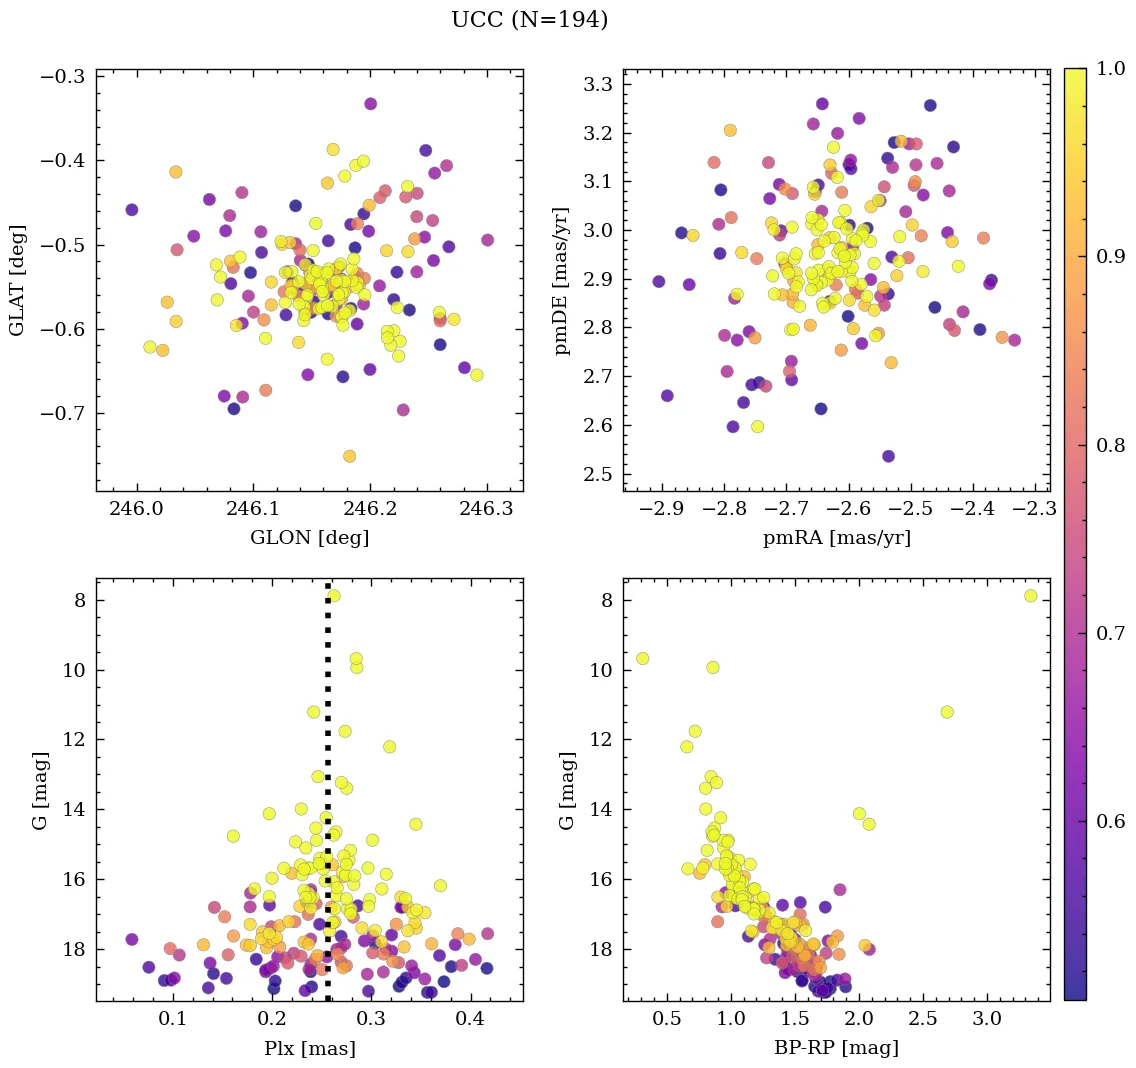 UCC (N=194)
−0.3
−0.4
−0.5
−0.6
−0.7
GLAT [deg]
246.0 246.1 246.2 246.3
GLON [deg]
3.3
3.2
3.1
3.0
2.9
2.8
2.7
2.6
2.5
pmDE [mas/yr]
−2.9 −2.8 −2.7 −2.6 −2.5 −2.4 −2.3
pmRA [mas/yr]
8
10
12
14
16
18
G [mag]
0.1 0.2 0.3 0.4
Plx [mas]
8
10
12
14
16
18
G [mag]
0.5 1.0 1.5 2.0 2.5 3.0
BP-RP [mag]
1.0
0.9
0.8
0.7
0.6